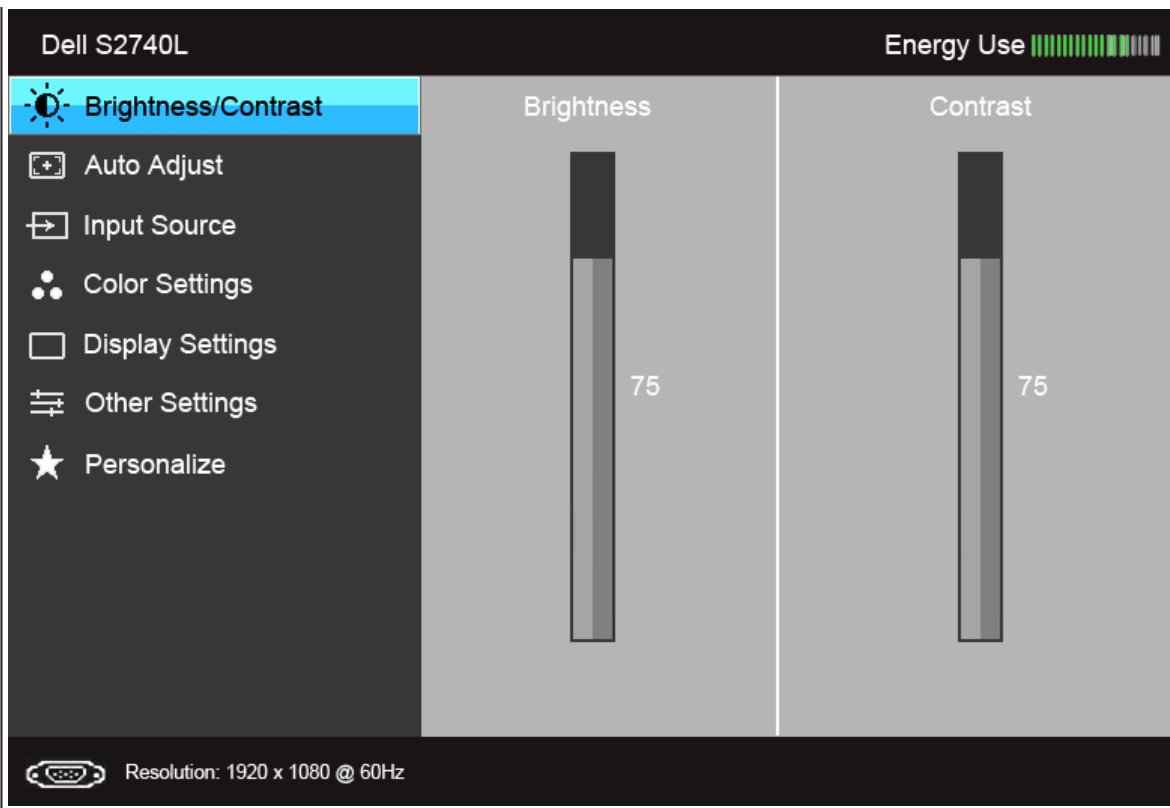 Dell S2740L
Energy Use
Brightness/Contrast
Auto Adjust
Input Source
Color Settings
Display Settings
Other Settings
Personalize
Brightness
75
Contrast
75
Resolution: 1920 x 1080 @ 60Hz